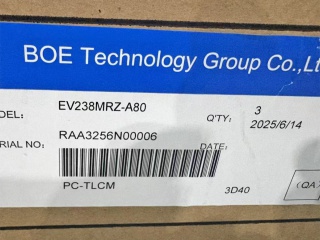 BOE Technology Group Co.,Lt
DEL: EV238MRZ-A80 Q'TY: 3
2025/6/14
RIAL NO: RAA3256N00006
PC-TLCM 3D40 (QA